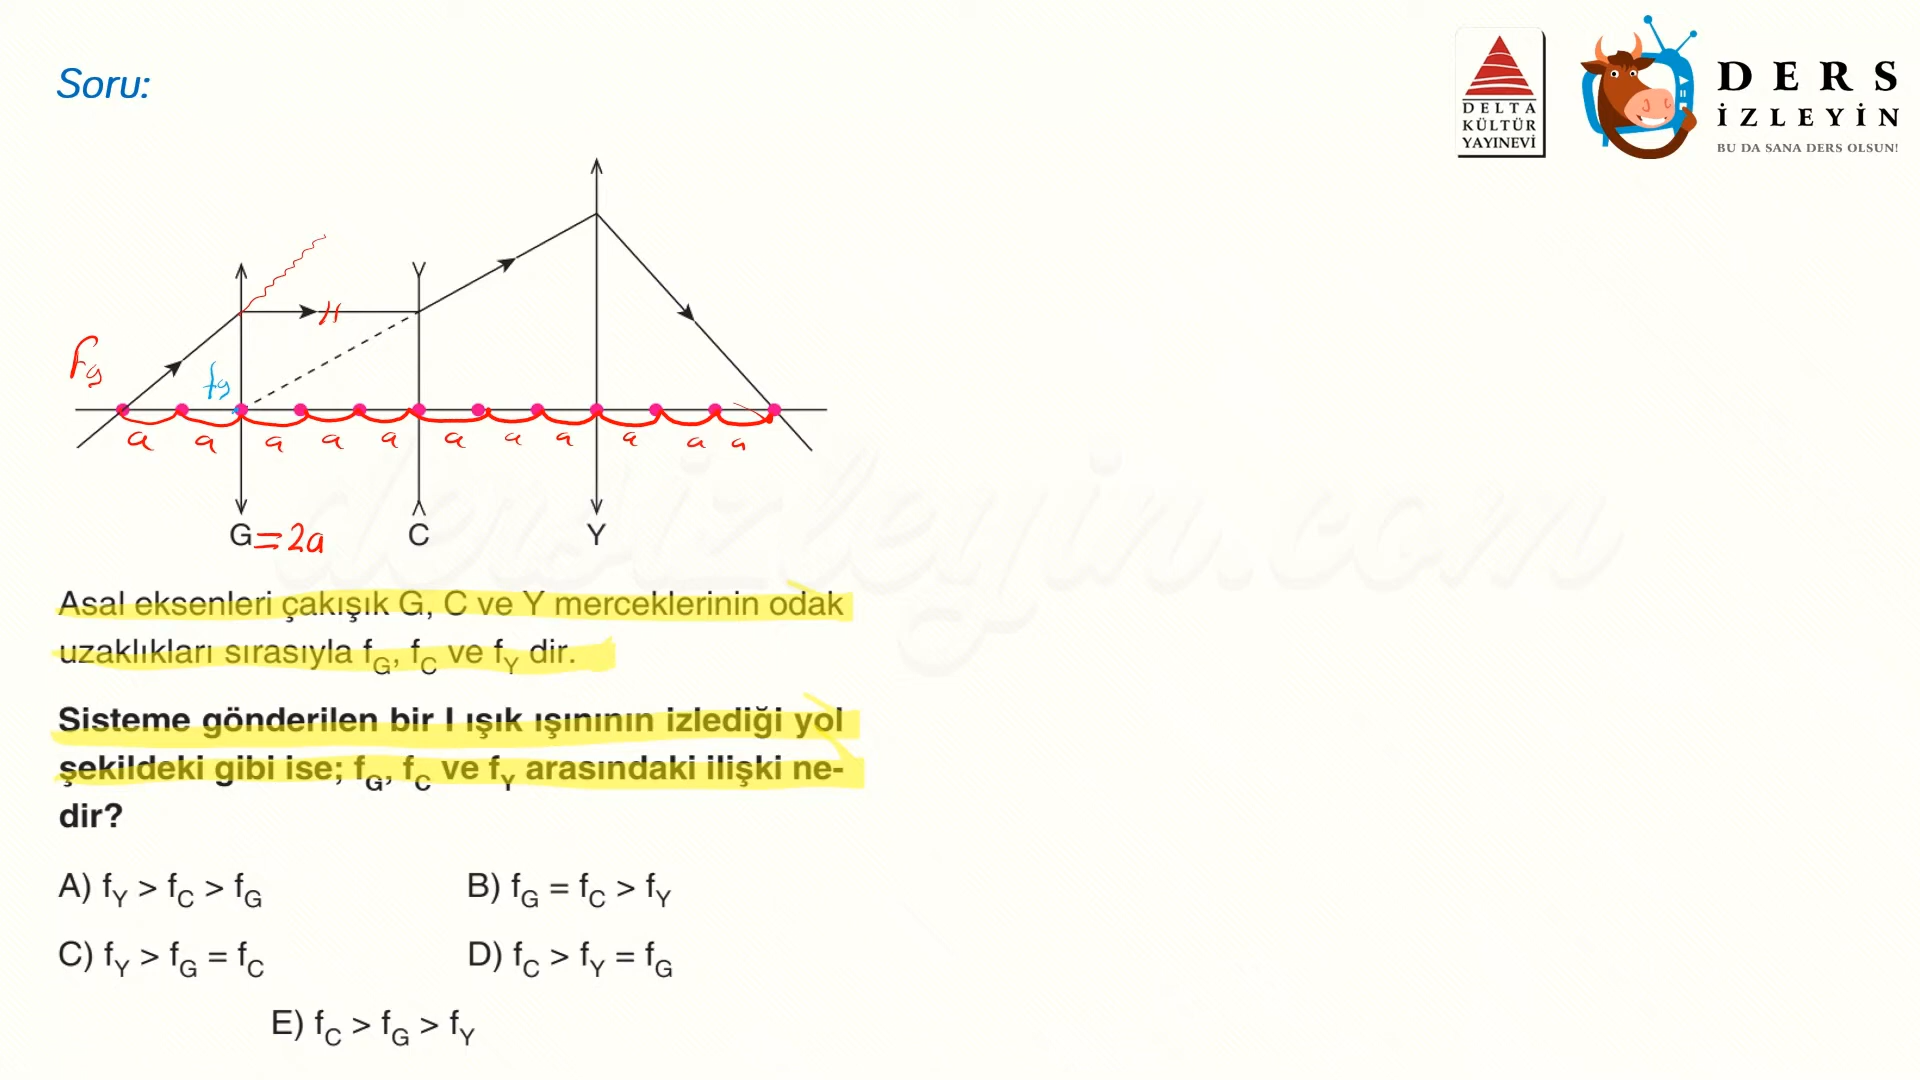 Soru:
DELTA
KÜLTÜR
YAYINEVİ
DERS
İZLEYİN
BU DA SANA DERS OLSUN!
Fg
fg
a a a a a a a a a a a
G=2a C Y
dersizleyin.com
Asal eksenleri çakışık G, C ve Y merceklerinin odak
uzaklıkları sırasıyla fG, fC ve fY dir.
Sisteme gönderilen bir I ışık ışınının izlediği yol
şekildeki gibi ise; fG, fC ve fY arasındaki ilişki ne-
dir?
A) fY > fC > fG
B) fG = fC > fY
C) fY > fG = fC
D) fC > fY = fG
E) fC > fG > fY